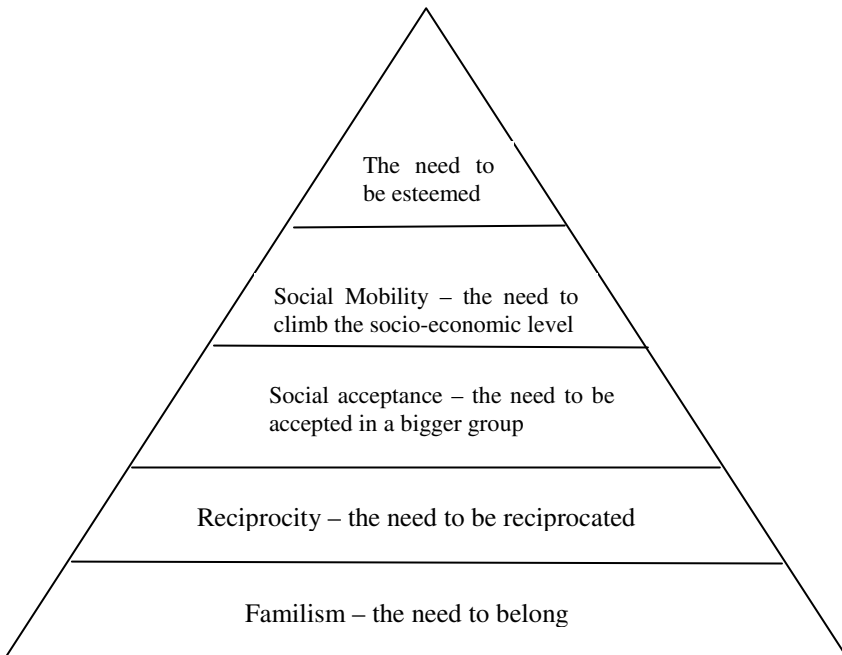 The need to
be esteemed
Social Mobility – the need to
climb the socio-economic level
Social acceptance – the need to be
accepted in a bigger group
Reciprocity – the need to be reciprocated
Familism – the need to belong